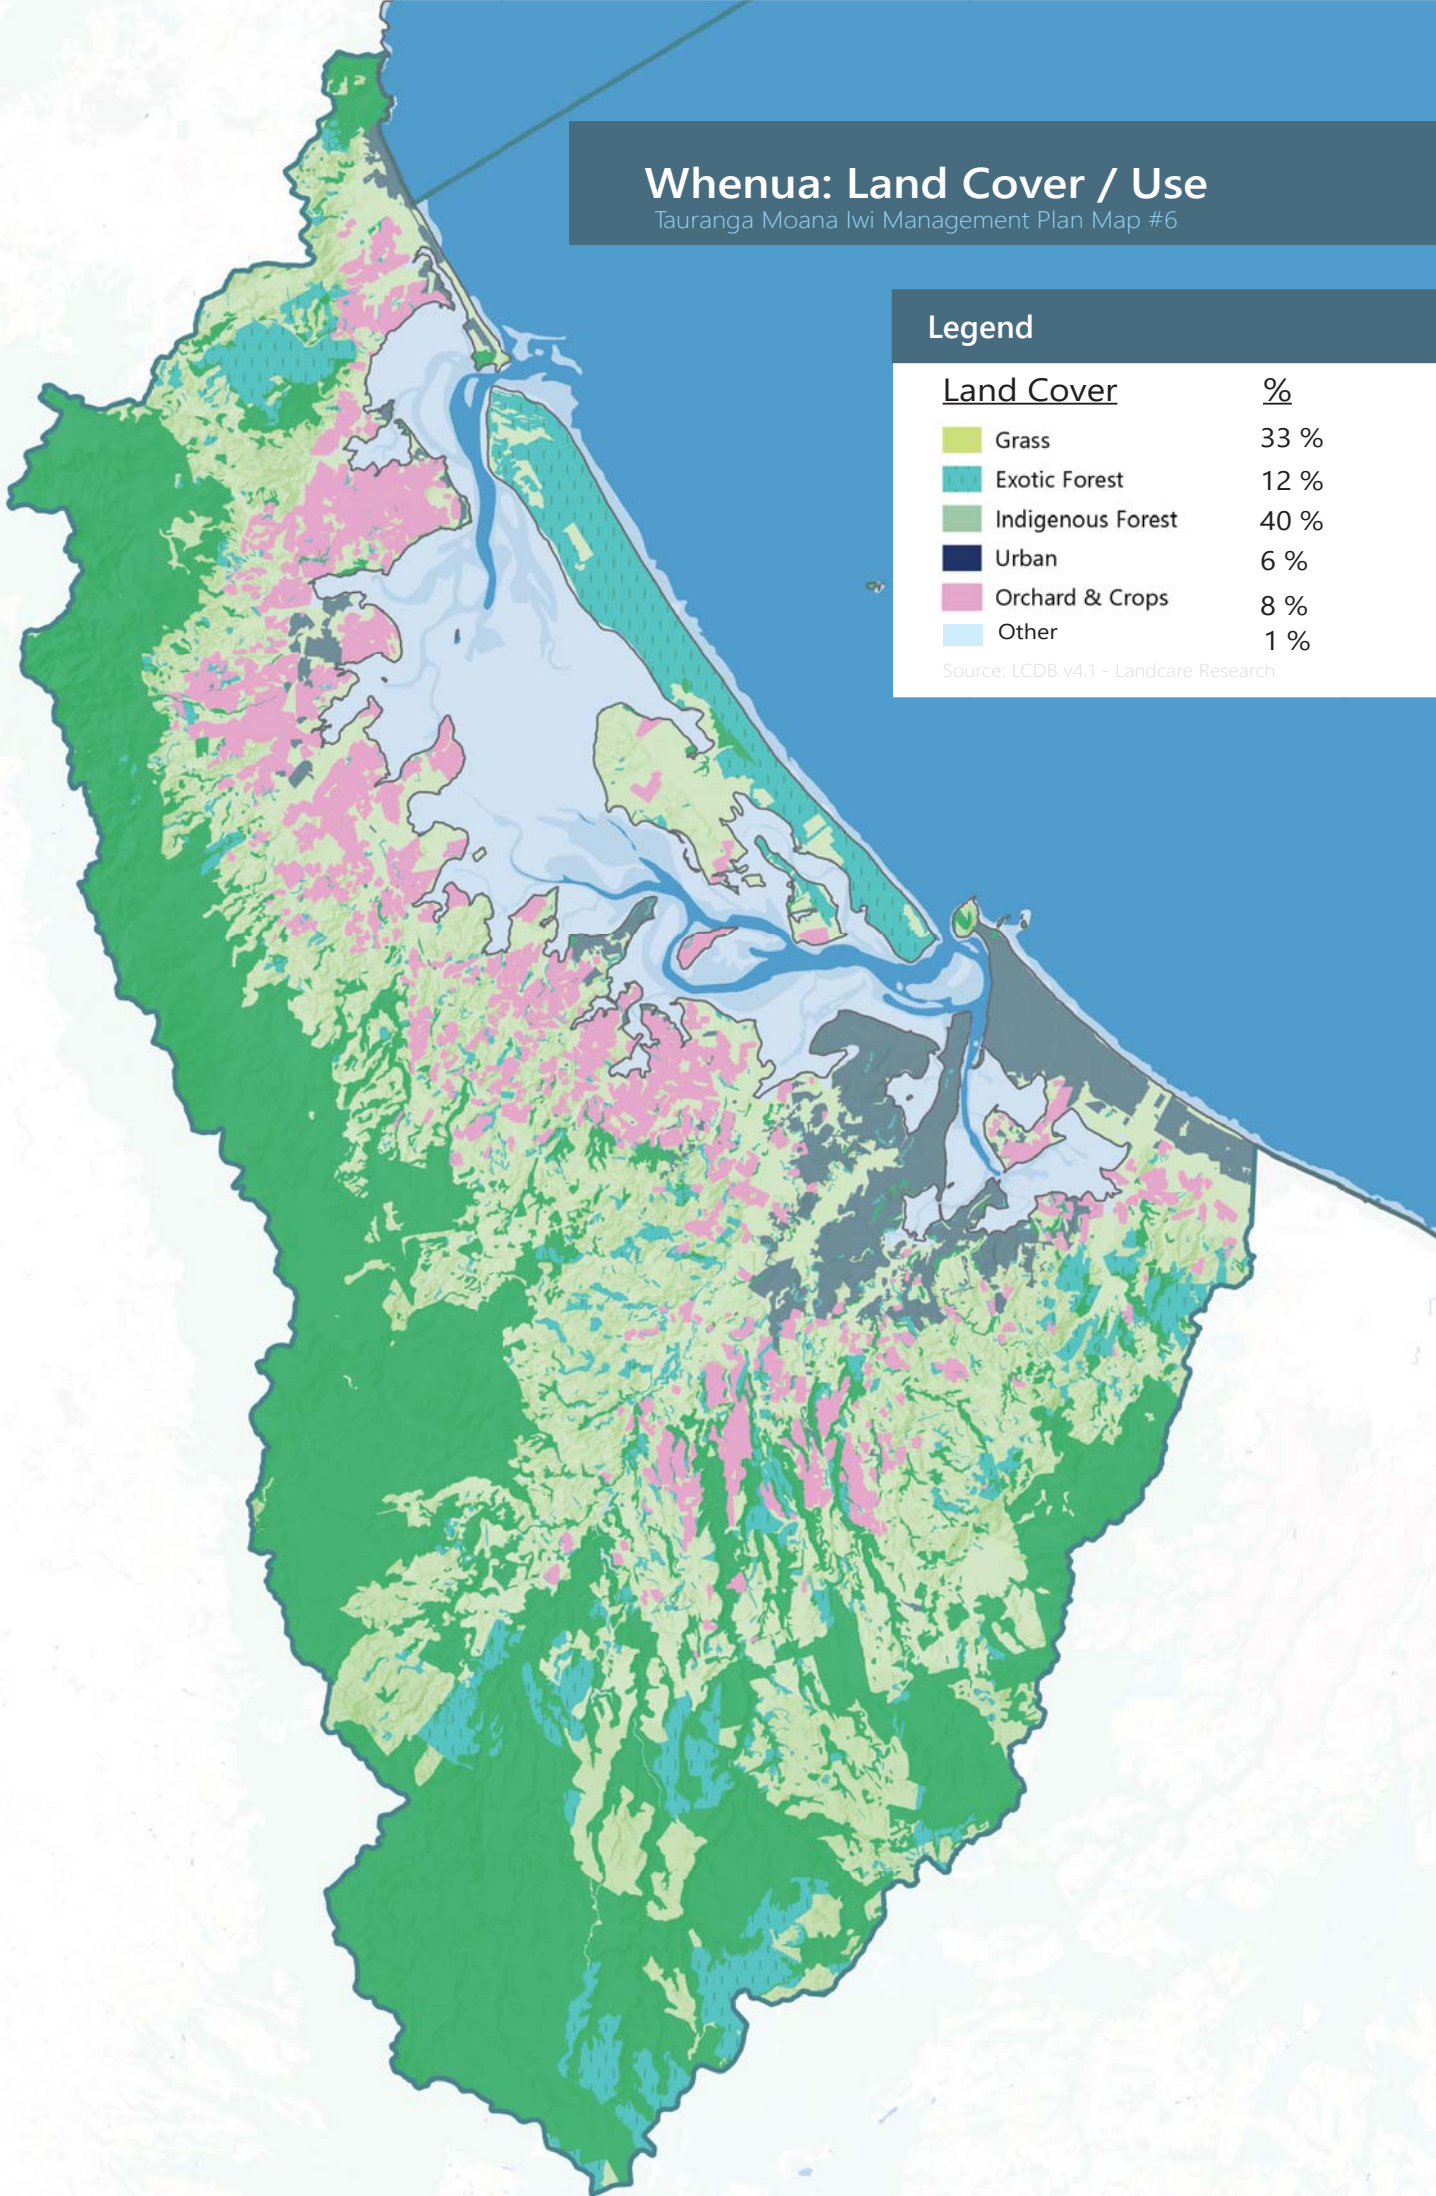 Whenua: Land Cover / Use
Tauranga Moana Iwi Management Plan Map #6
Legend
Land Cover %
Grass 33 %
Exotic Forest 12 %
Indigenous Forest 40 %
Urban 6 %
Orchard & Crops 8 %
Other 1 %
Source: LCDB v4.1 - Landcare Research.